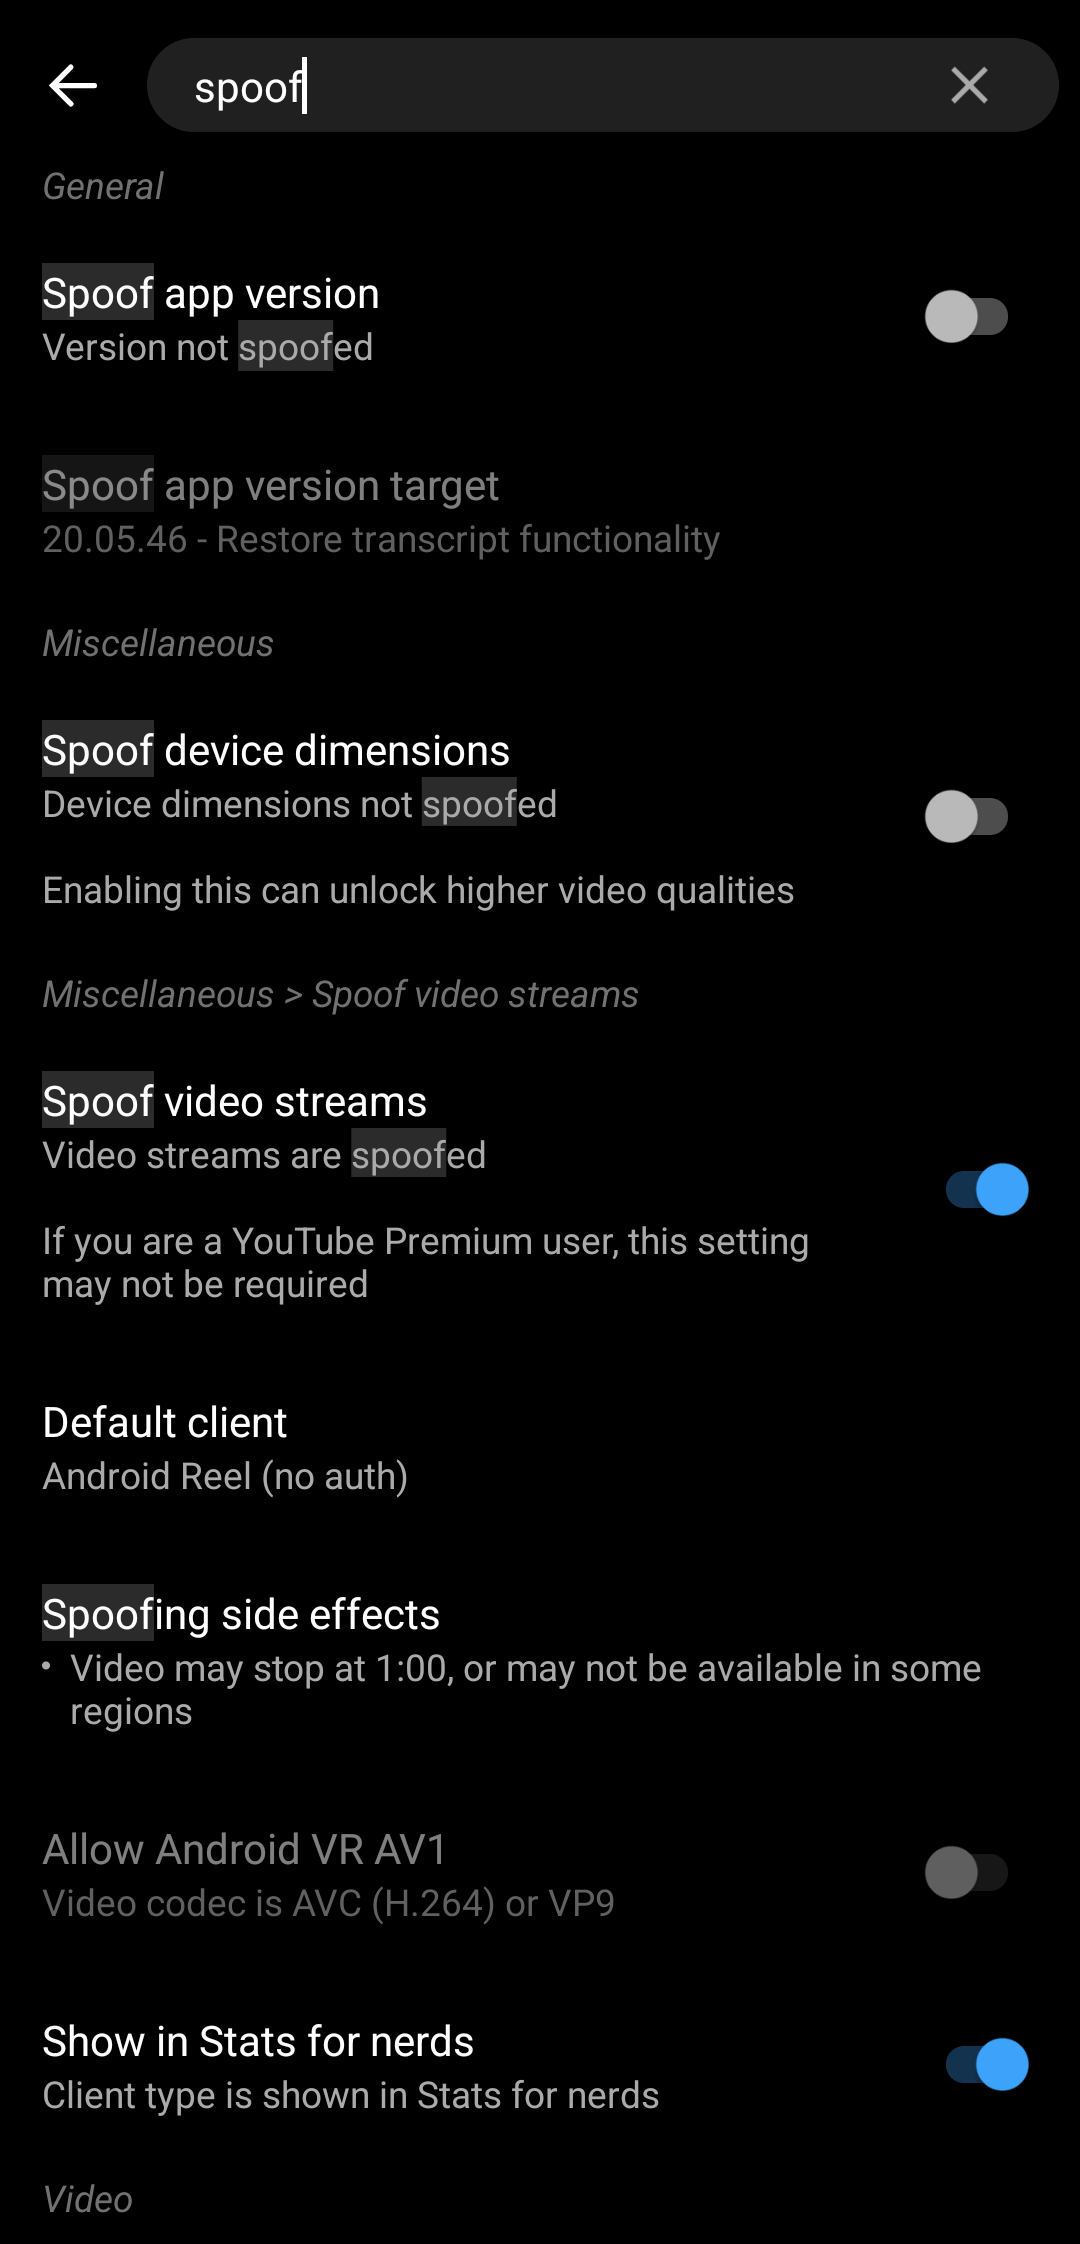 spoof
General
Spoof app version
Version not spoofed
Spoof app version target
20.05.46 - Restore transcript functionality
Miscellaneous
Spoof device dimensions
Device dimensions not spoofed
Enabling this can unlock higher video qualities
Miscellaneous > Spoof video streams
Spoof video streams
Video streams are spoofed
If you are a YouTube Premium user, this setting
may not be required
Default client
Android Reel (no auth)
Spoofing side effects
• Video may stop at 1:00, or may not be available in some
regions
Allow Android VR AV1
Video codec is AVC (H.264) or VP9
Show in Stats for nerds
Client type is shown in Stats for nerds
Video